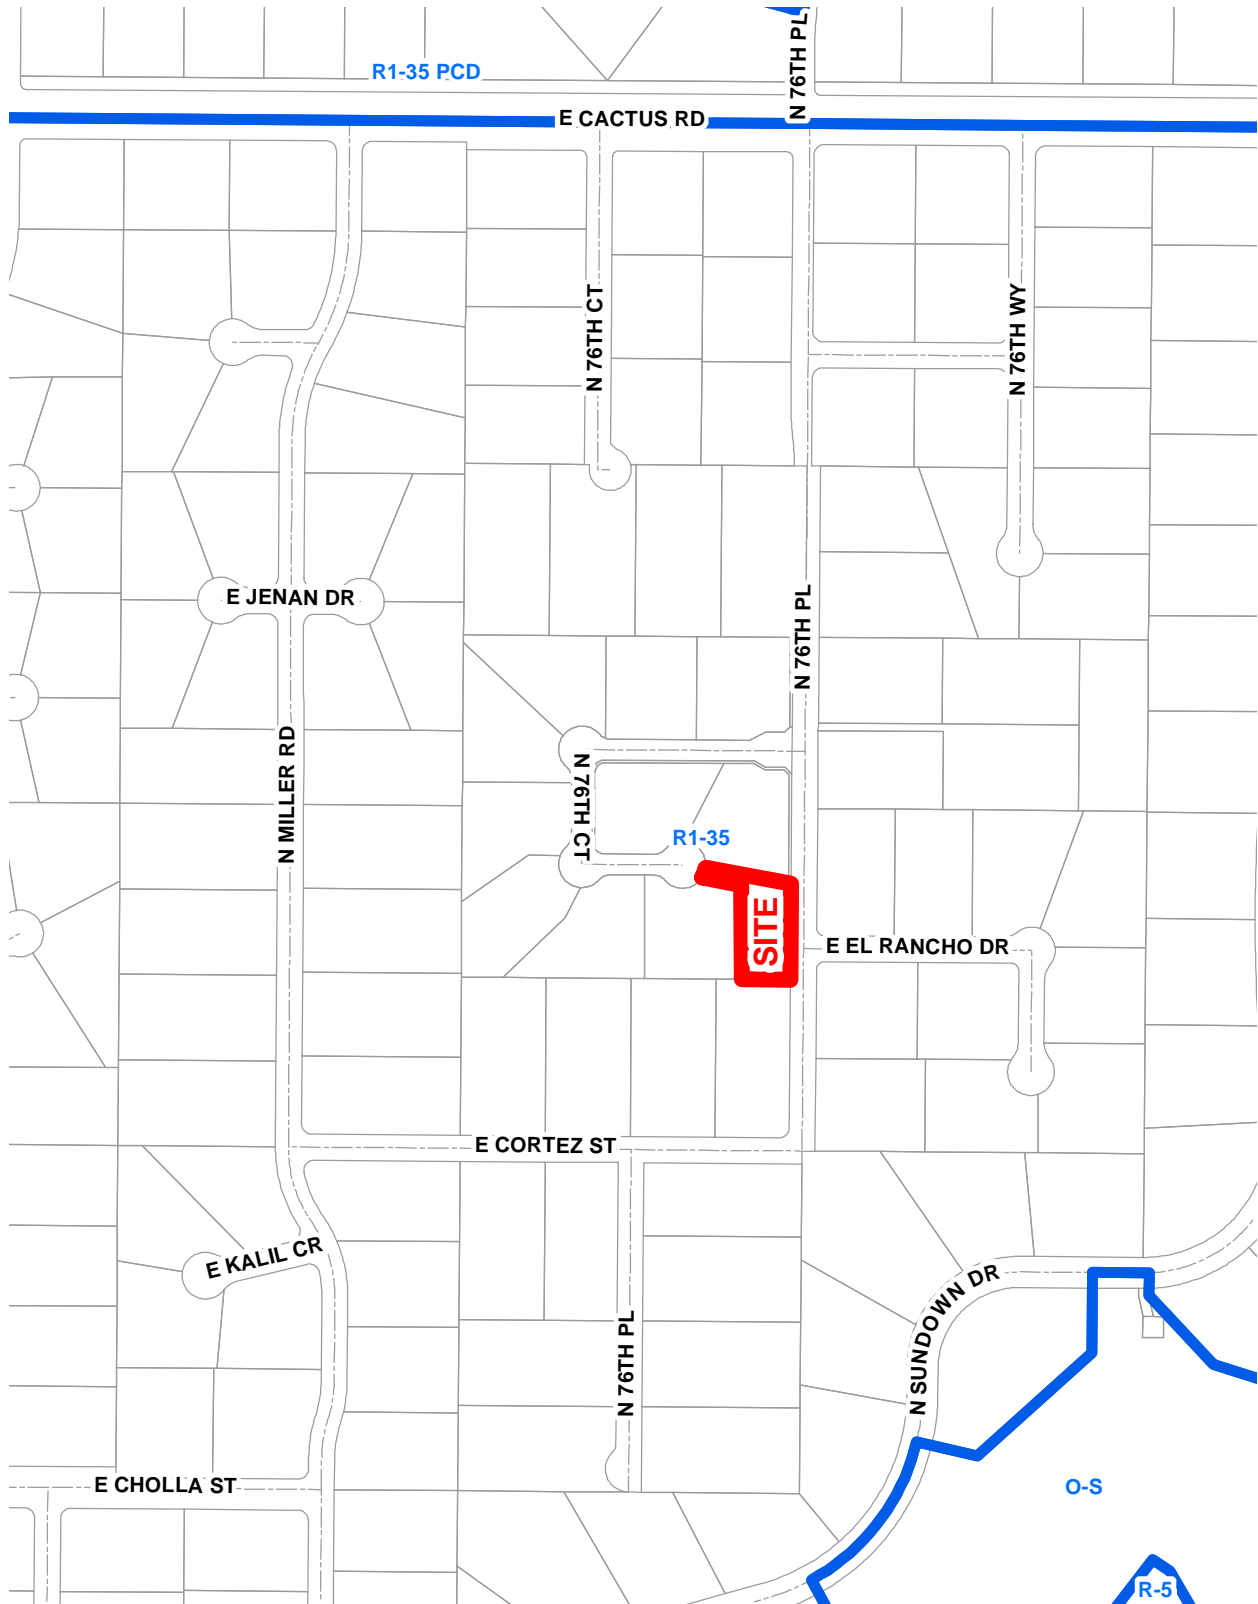 N 76TH PL
R1-35 PCD
E CACTUS RD
N 76TH CT
N 76TH WY
E JENAN DR
N 76TH PL
N MILLER RD
N 76TH CT
R1-35
SITE
E EL RANCHO DR
E CORTEZ ST
E KALIL CR
N SUNDOWN DR
N 76TH PL
E CHOLLA ST
O-S
R-5